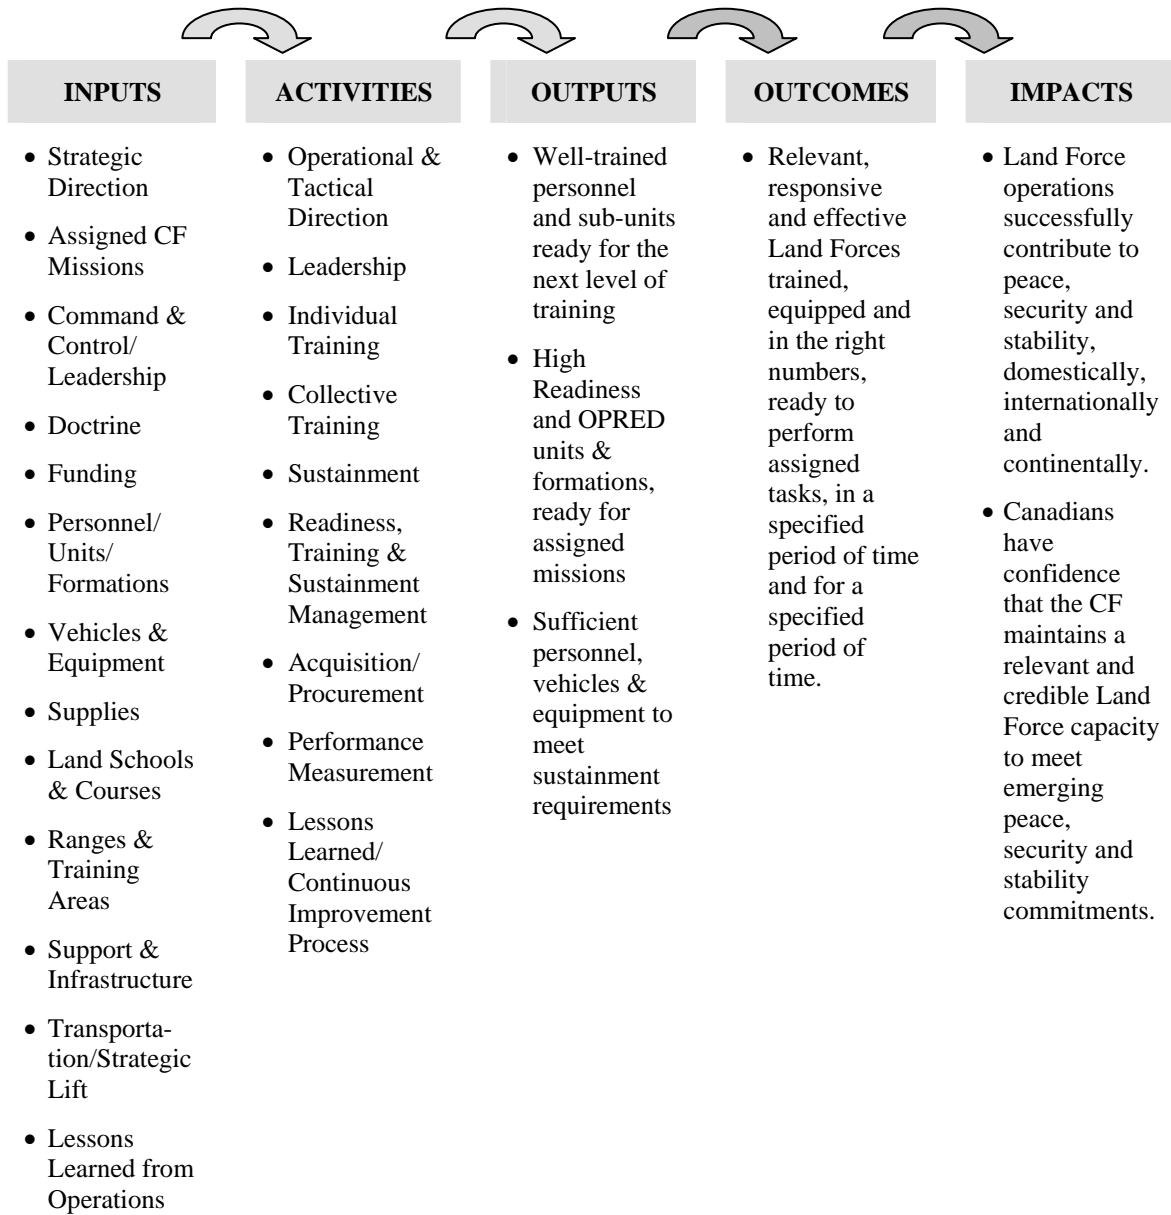 INPUTS
ACTIVITIES
OUTPUTS
OUTCOMES
IMPACTS
• Strategic
Direction
• Assigned CF
Missions
• Command &
Control/
Leadership
• Doctrine
• Funding
• Personnel/
Units/
Formations
• Vehicles &
Equipment
• Supplies
• Land Schools
& Courses
• Ranges &
Training
Areas
• Support &
Infrastructure
• Transporta-
tion/Strategic
Lift
• Lessons
Learned from
Operations
• Operational &
Tactical
Direction
• Leadership
• Individual
Training
• Collective
Training
• Sustainment
• Readiness,
Training &
Sustainment
Management
• Acquisition/
Procurement
• Performance
Measurement
• Lessons
Learned/
Continuous
Improvement
Process
• Well-trained
personnel
and sub-units
ready for the
next level of
training
• High
Readiness
and OPRED
units &
formations,
ready for
assigned
missions
• Sufficient
personnel,
vehicles &
equipment to
meet
sustainment
requirements
• Relevant,
responsive
and effective
Land Forces
trained,
equipped and
in the right
numbers,
ready to
perform
assigned
tasks, in a
specified
period of time
and for a
specified
period of
time.
• Land Force
operations
successfully
contribute to
peace,
security and
stability,
domestically,
internationally
and
continentally.
• Canadians
have
confidence
that the CF
maintains a
relevant and
credible Land
Force capacity
to meet
emerging
peace,
security and
stability
commitments.